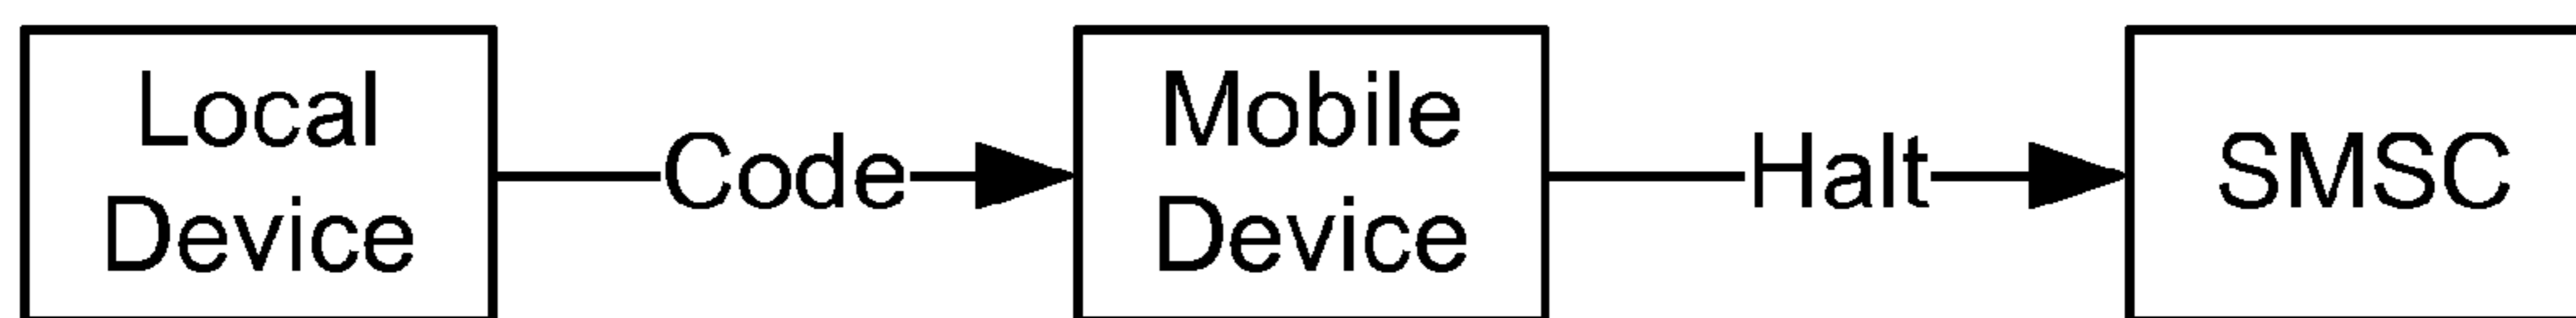 Local
Device
Code
Mobile
Device
Halt
SMSC